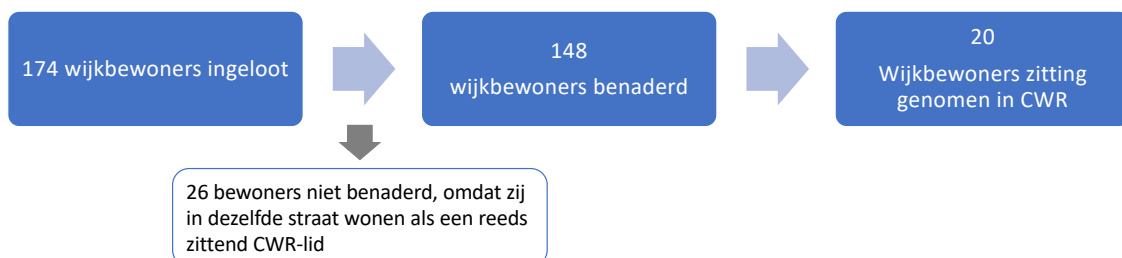 174 wijkbewoners ingeloot
148
wijkbewoners benaderd
20
Wijkbewoners zitting
genomen in CWR
26 bewoners niet benaderd, omdat zij
in dezelfde straat wonen als een reeds
zittend CWR-lid